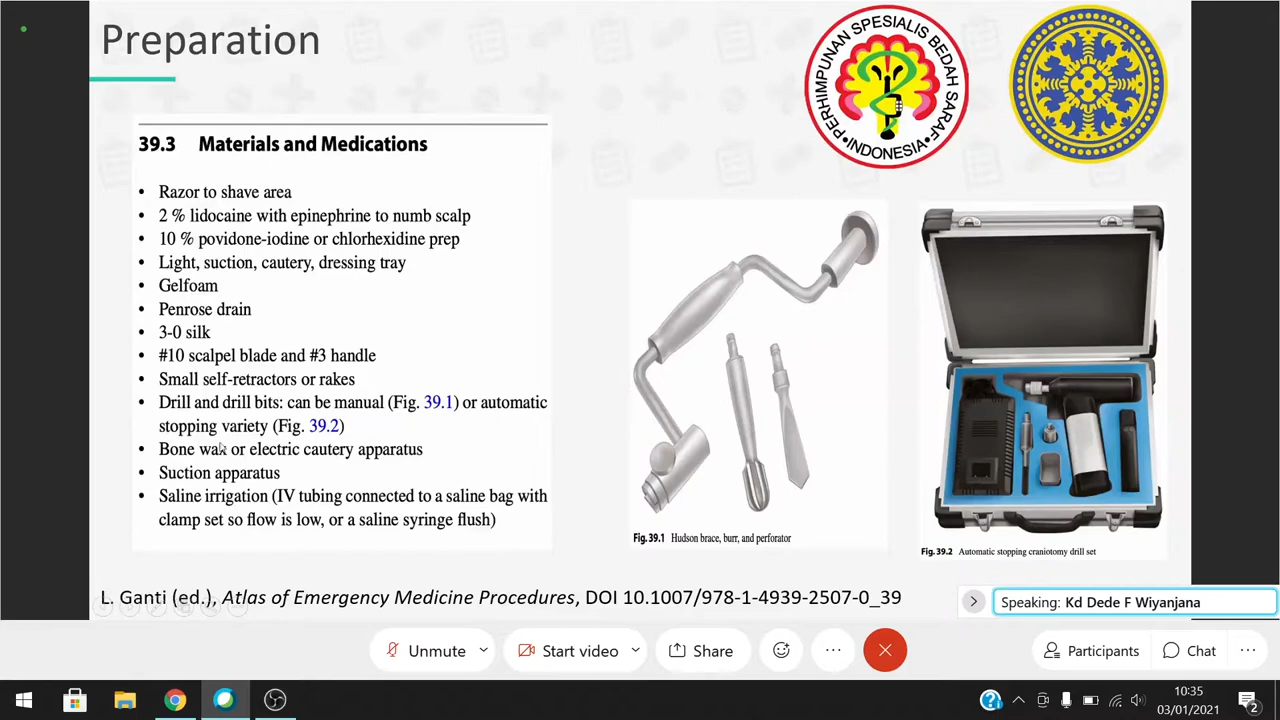 Preparation
PERHIMPUNAN SPESIALIS BEDAH SARAF
INDONESIA
39.3 Materials and Medications
• Razor to shave area
• 2 % lidocaine with epinephrine to numb scalp
• 10 % povidone-iodine or chlorhexidine prep
• Light, suction, cautery, dressing tray
• Gelfoam
• Penrose drain
• 3-0 silk
• #10 scalpel blade and #3 handle
• Small self-retractors or rakes
• Drill and drill bits: can be manual (Fig. 39.1) or automatic
stopping variety (Fig. 39.2)
• Bone wax or electric cautery apparatus
• Suction apparatus
• Saline irrigation (IV tubing connected to a saline bag with
clamp set so flow is low, or a saline syringe flush)
Fig. 39.1 Hudson brace, burr, and perforator
Fig. 39.2 Automatic stopping craniotomy drill set
L. Ganti (ed.), Atlas of Emergency Medicine Procedures, DOI 10.1007/978-1-4939-2507-0_39
Speaking: Kd Dede F Wiyanjana
Unmute
Start video
Share
Participants
Chat
10:35
03/01/2021
2